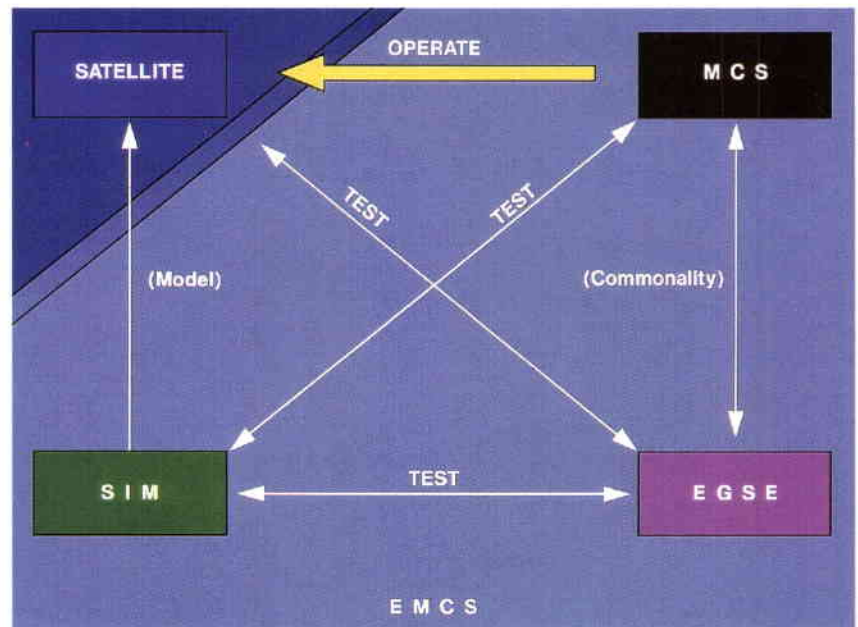 SATELLITE
OPERATE
M C S
TEST
TEST
(Model)
(Commonality)
S I M
TEST
E G S E
E M C S